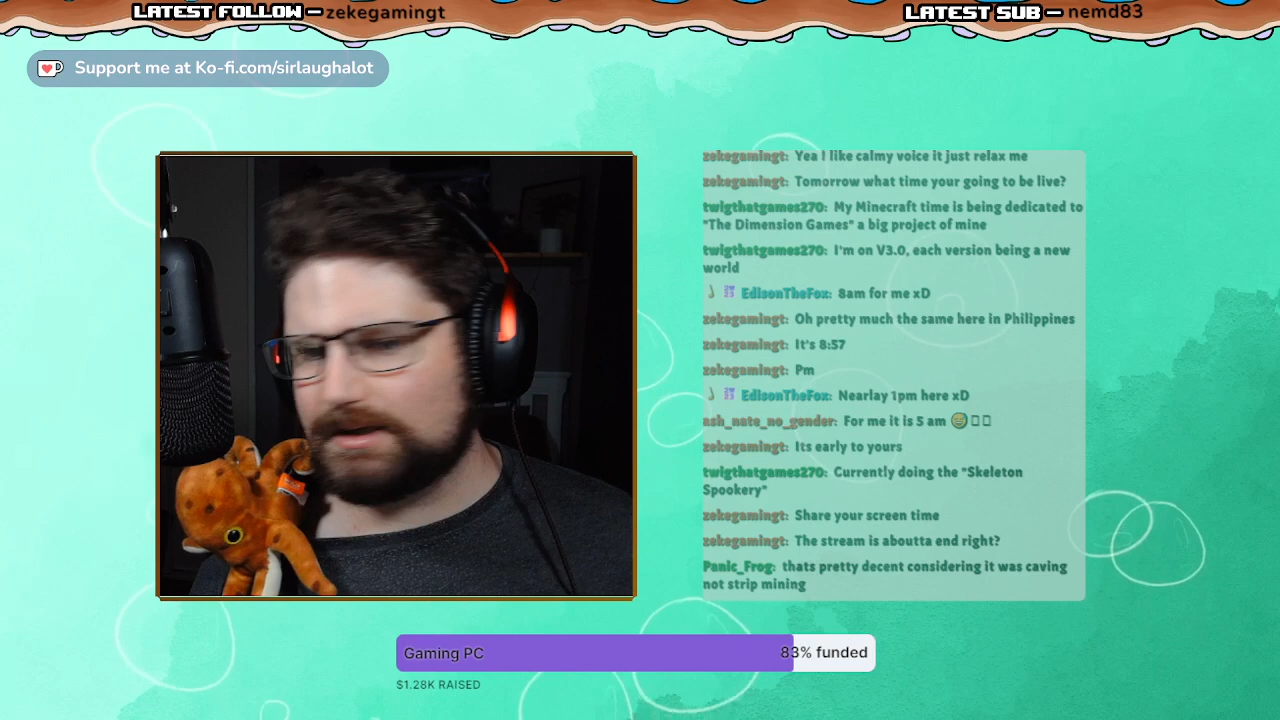 LATEST FOLLOW – zekegamingt
LATEST SUB – nemd83
Support me at Ko-fi.com/sirlaughalot
zekegamingt: Yea I like calmy voice it just relax me
zekegamingt: Tomorrow what time your going to be live?
twigthatgames270: My Minecraft time is being dedicated to
"The Dimension Games" a big project of mine
twigthatgames270: I'm on V3.0, each version being a new
world
EdisonTheFox: 8am for me xD
zekegamingt: Oh pretty much the same here in Philippines
zekegamingt: It's 8:57
zekegamingt: Pm
EdisonTheFox: Nearlay 1pm here xD
ash_nate_no_gender: For me it is 5 am 😅
zekegamingt: Its early to yours
twigthatgames270: Currently doing the "Skeleton
Spookery"
zekegamingt: Share your screen time
zekegamingt: The stream is aboutta end right?
Panic_Frog: thats pretty decent considering it was caving
not strip mining
Gaming PC
83% funded
$1.28K RAISED